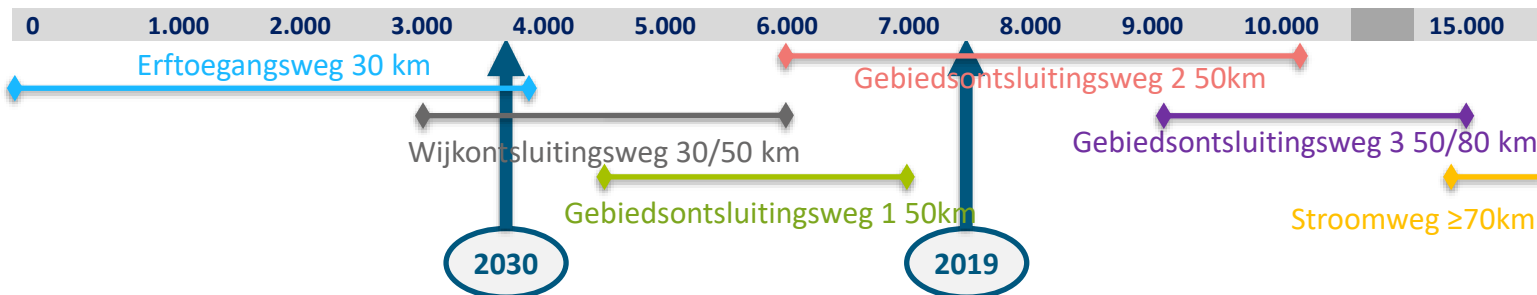 0 1.000 2.000 3.000 4.000 5.000 6.000 7.000 8.000 9.000 10.000 15.000
Erftoegangsweg 30 km
Gebiedsontsluitingsweg 2 50km
Wijkontsluitingsweg 30/50 km
Gebiedsontsluitingsweg 3 50/80 km
Gebiedsontsluitingsweg 1 50km
Stroomweg ≥70km
2030
2019